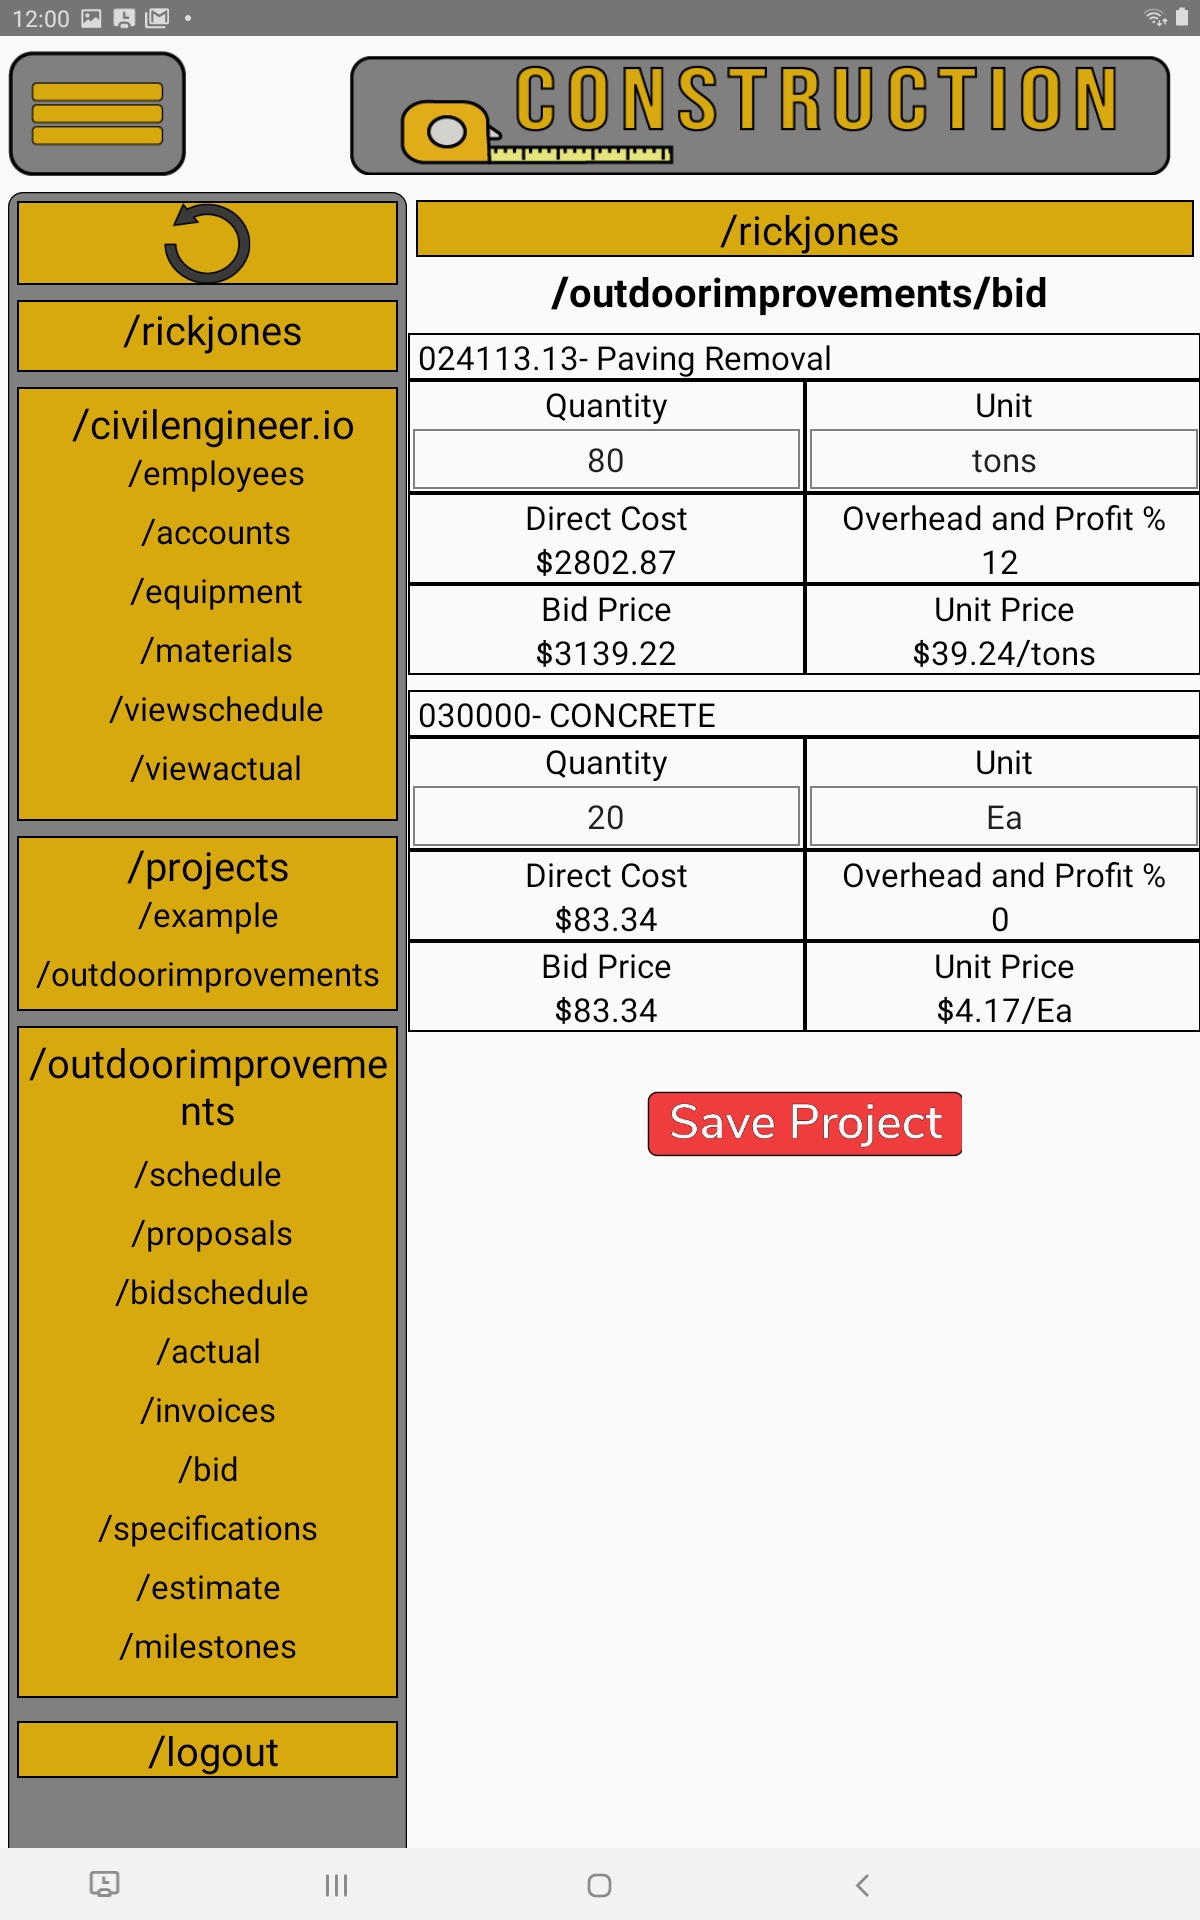 12:00
CONSTRUCTION
/rickjones
/civilengineer.io
/employees
/accounts
/equipment
/materials
/viewschedule
/viewactual
/projects
/example
/outdoorimprovements
/outdoorimproveme
nts
/schedule
/proposals
/bidschedule
/actual
/invoices
/bid
/specifications
/estimate
/milestones
/logout
/rickjones
/outdoorimprovements/bid
024113.13- Paving Removal
Quantity Unit
80 tons
Direct Cost Overhead and Profit %
$2802.87 12
Bid Price Unit Price
$3139.22 $39.24/tons
030000- CONCRETE
Quantity Unit
20 Ea
Direct Cost Overhead and Profit %
$83.34 0
Bid Price Unit Price
$83.34 $4.17/Ea
Save Project